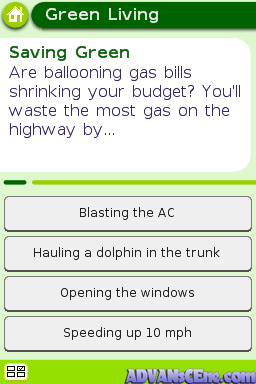 Green Living
Saving Green
Are ballooning gas bills
shrinking your budget? You'll
waste the most gas on the
highway by...
Blasting the AC
Hauling a dolphin in the trunk
Opening the windows
Speeding up 10 mph
ADVANsCEne.com